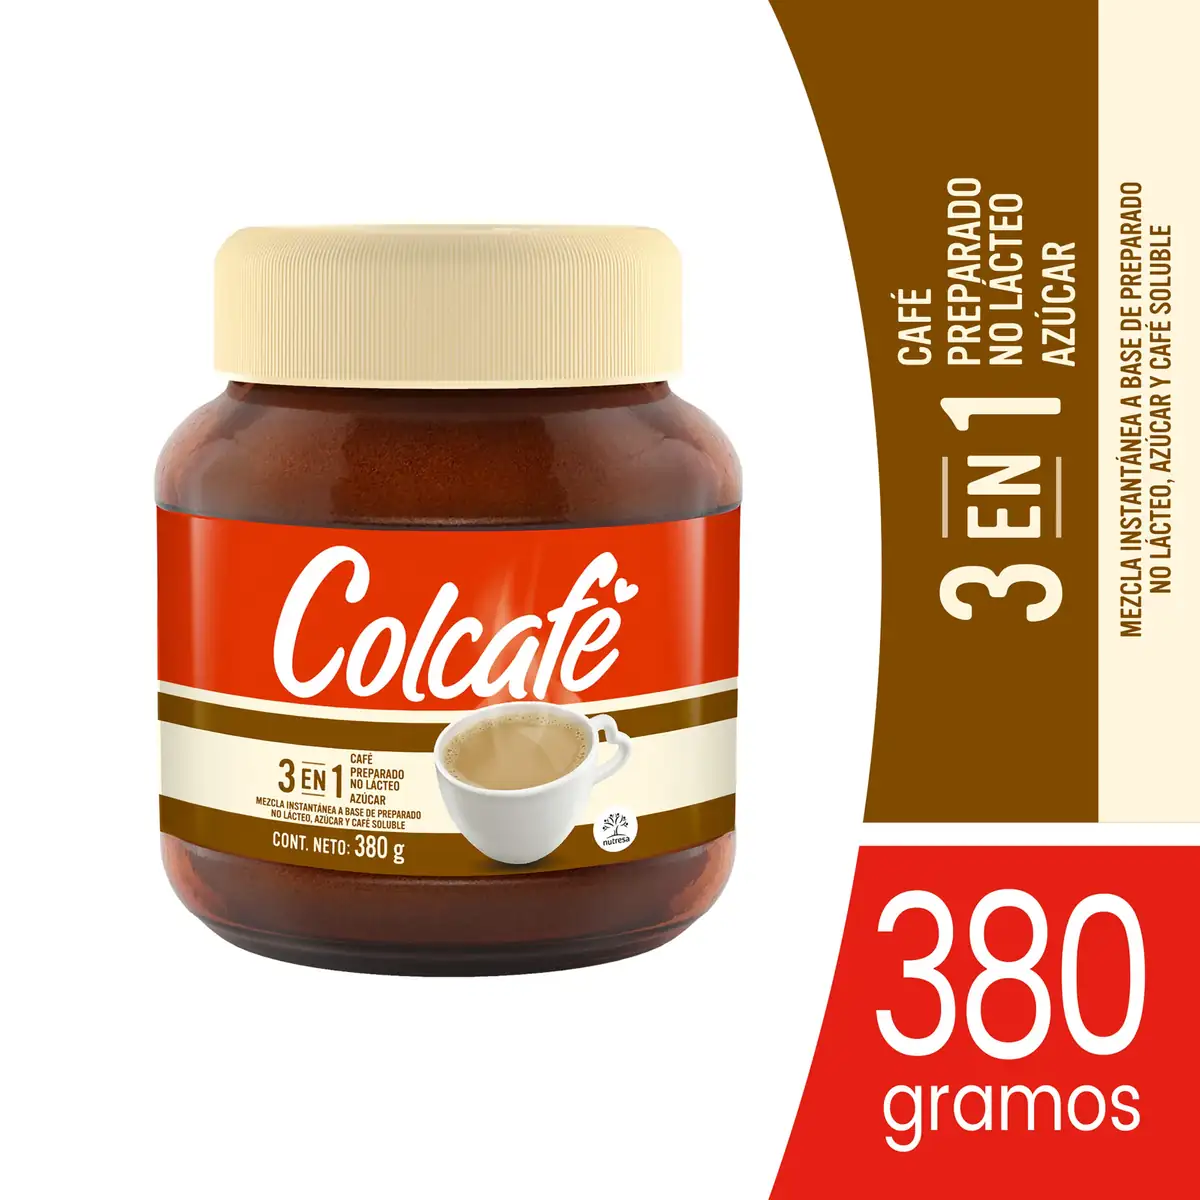 Colcafé
3 EN 1
CAFÉ
PREPARADO
NO LÁCTEO
AZÚCAR
MEZCLA INSTANTÁNEA A BASE DE PREPARADO
NO LÁCTEO, AZÚCAR Y CAFÉ SOLUBLE
CONT. NETO: 380 g
nutresa
3 EN 1
CAFÉ
PREPARADO
NO LÁCTEO
AZÚCAR
MEZCLA INSTANTÁNEA A BASE DE PREPARADO
NO LÁCTEO, AZÚCAR Y CAFÉ SOLUBLE
380
gramos